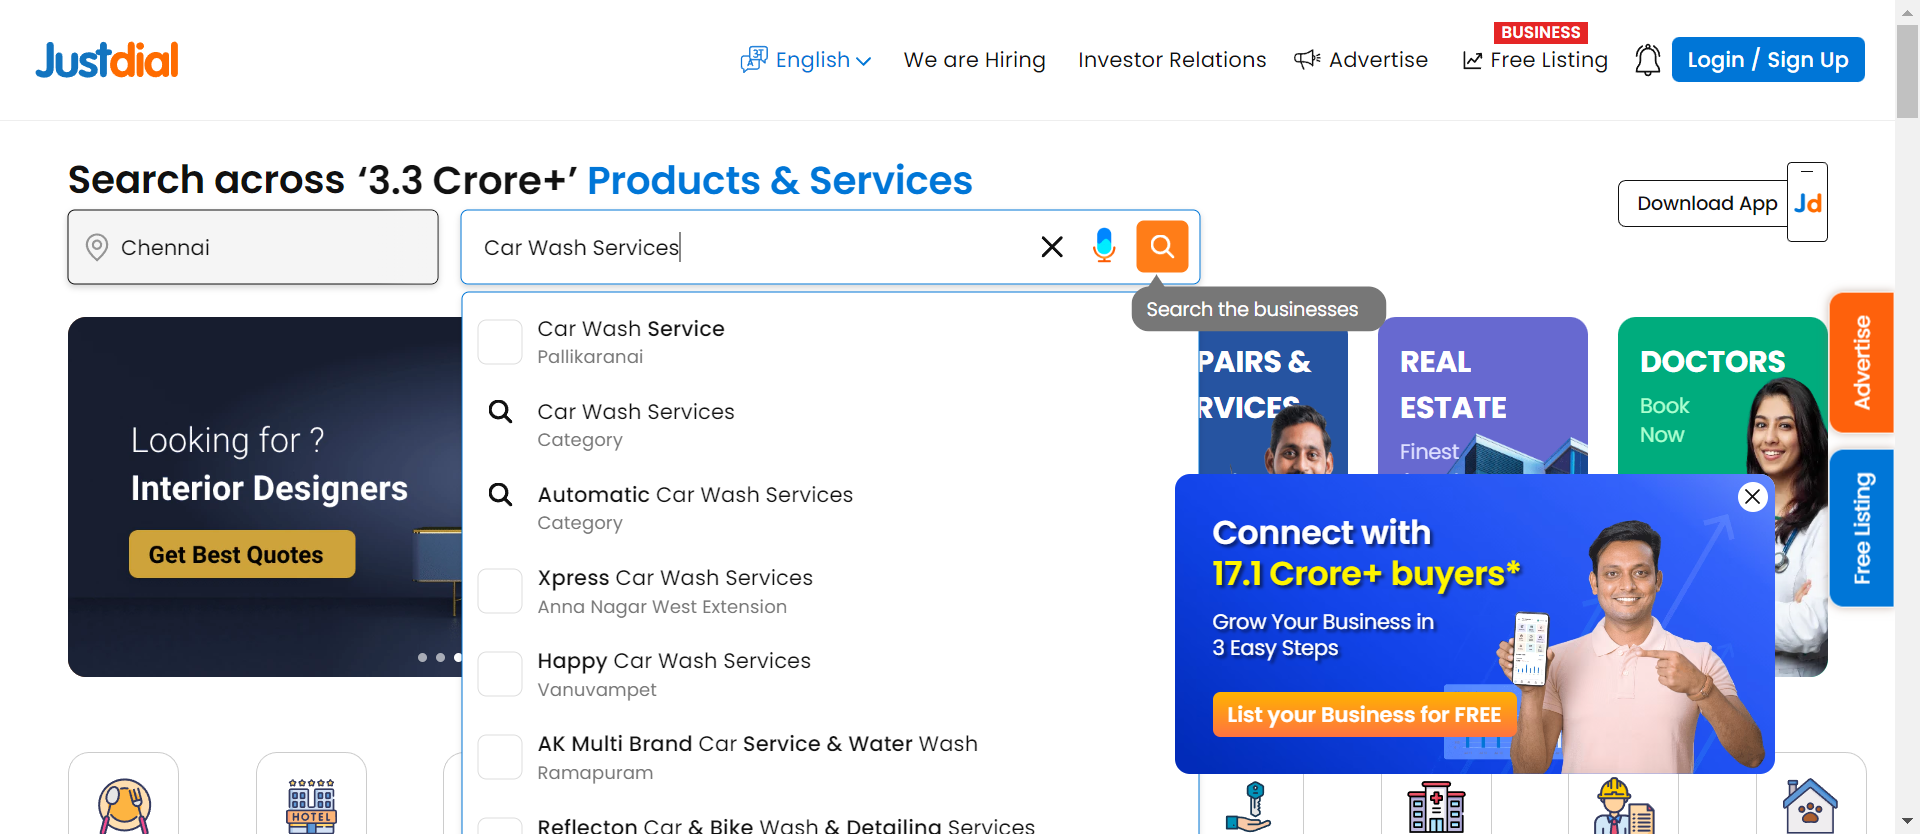 Justdial
English
We are Hiring
Investor Relations
Advertise
BUSINESS
Free Listing
Login / Sign Up
Search across ‘3.3 Crore+’ Products & Services
Download App
Jd
Chennai
Car Wash Services
Search the businesses
Car Wash Service
Pallikaranai
Car Wash Services
Category
Automatic Car Wash Services
Category
Xpress Car Wash Services
Anna Nagar West Extension
Happy Car Wash Services
Vanuvampet
AK Multi Brand Car Service & Water Wash
Ramapuram
Reflecton Car & Bike Wash & Detailing Services
Looking for ?
Interior Designers
Get Best Quotes
PAIRS &
RVICES
REAL
ESTATE
Finest
DOCTORS
Book
Now
Advertise
Free Listing
Connect with
17.1 Crore+ buyers*
Grow Your Business in
3 Easy Steps
List your Business for FREE
HOTEL